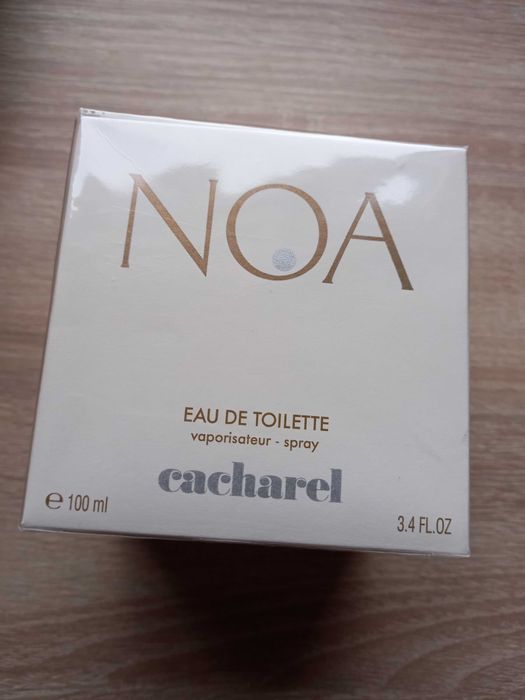 NOA
EAU DE TOILETTE
vaporisateur - spray
cacharel
℮ 100 ml
3.4 FL.OZ